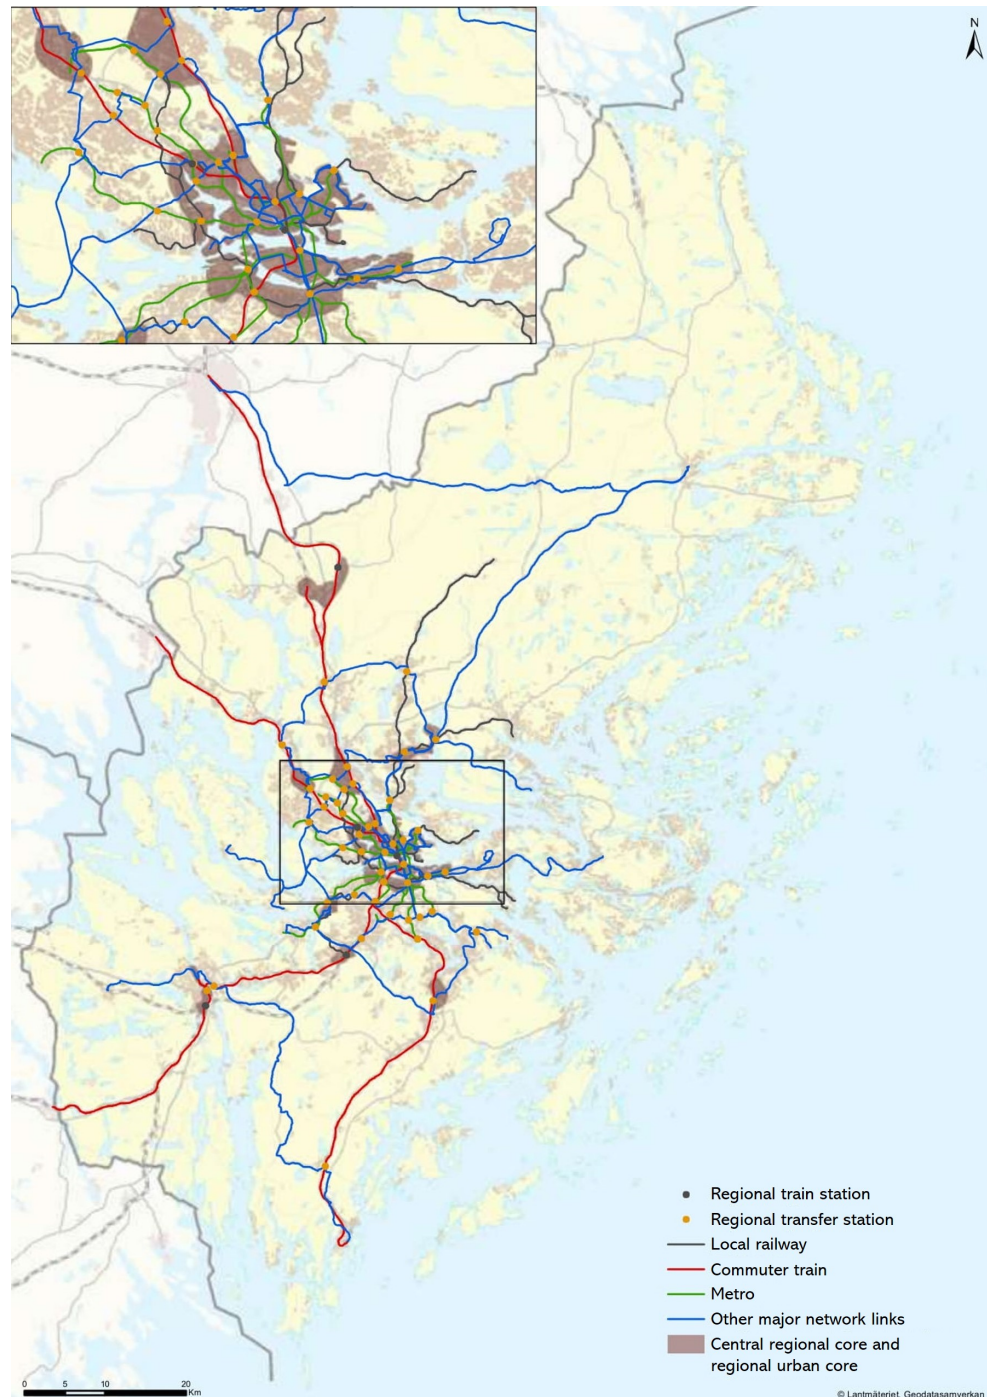 N
Regional train station
Regional transfer station
Local railway
Commuter train
Metro
Other major network links
Central regional core and
regional urban core
0 5 10 20
Km
© Lantmäteriet, Geodatasamverkan